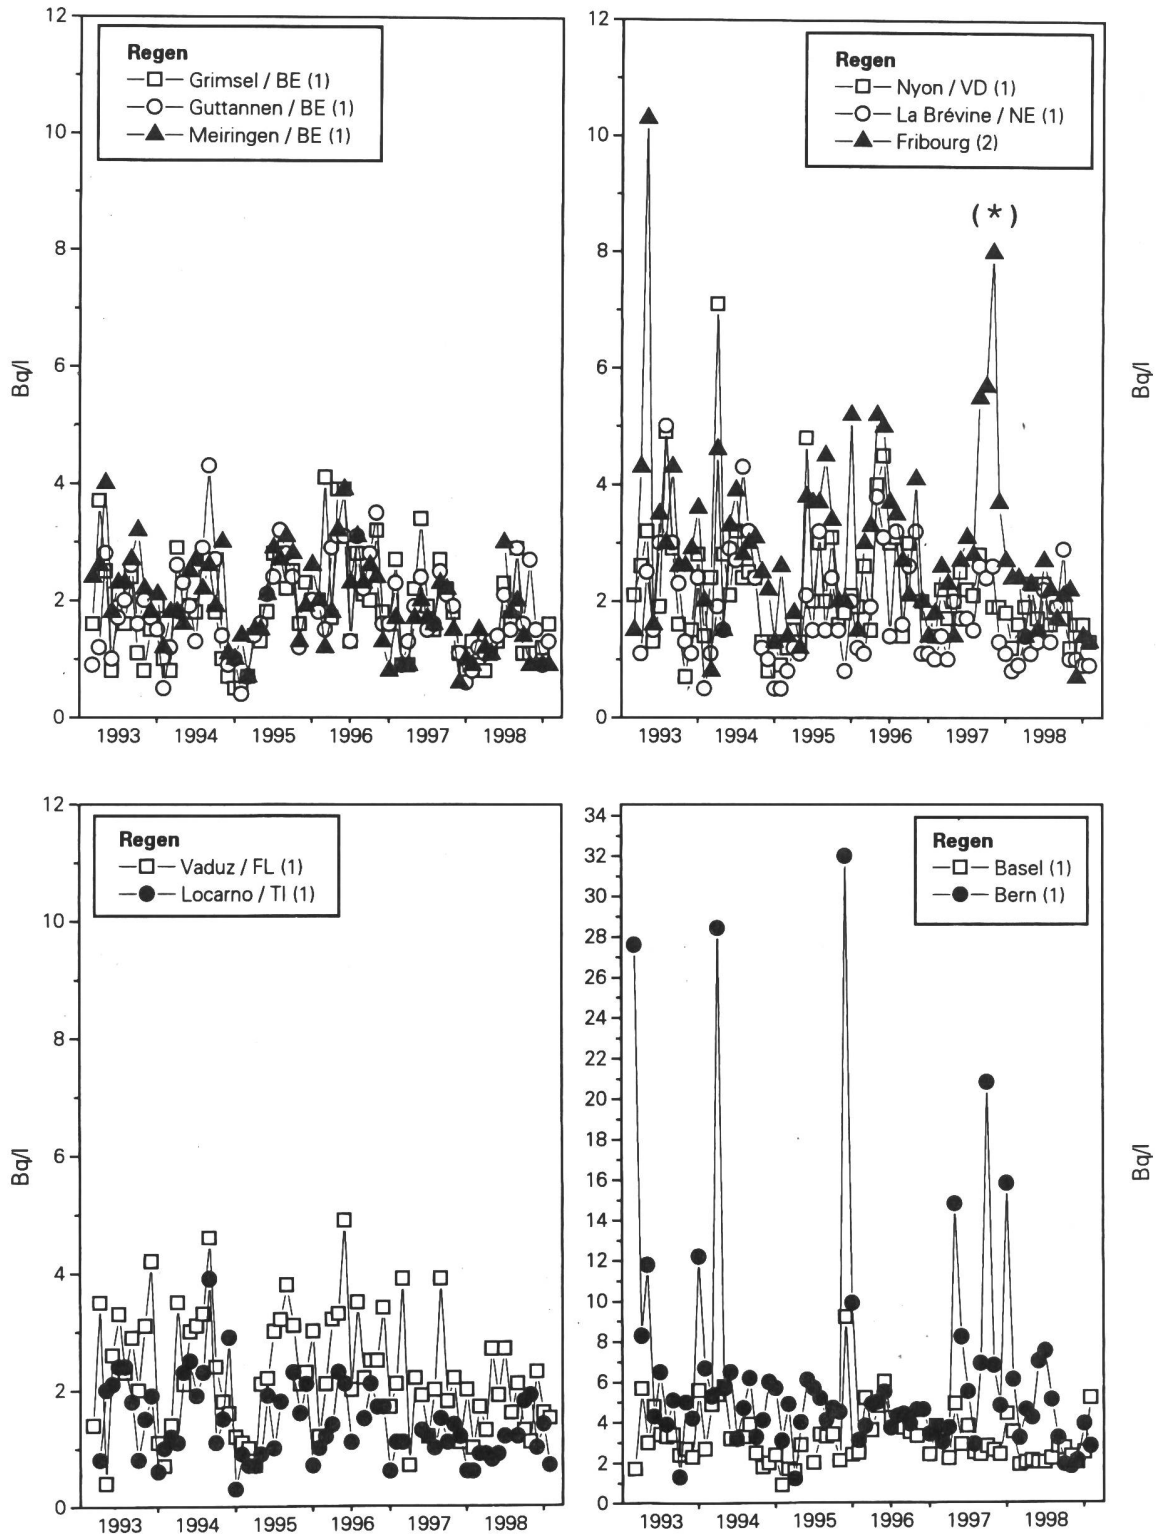 Regen
Grimsel / BE (1)
Guttannen / BE (1)
Meiringen / BE (1)
Bq/l
12
10
8
6
4
2
0
1993 1994 1995 1996 1997 1998
Regen
Nyon / VD (1)
La Brévine / NE (1)
Fribourg (2)
(*)
Bq/l
12
10
8
6
4
2
0
1993 1994 1995 1996 1997 1998
Regen
Vaduz / FL (1)
Locarno / TI (1)
Bq/l
12
10
8
6
4
2
0
1993 1994 1995 1996 1997 1998
Regen
Basel (1)
Bern (1)
Bq/l
34
32
30
28
26
24
22
20
18
16
14
12
10
8
6
4
2
0
1993 1994 1995 1996 1997 1998